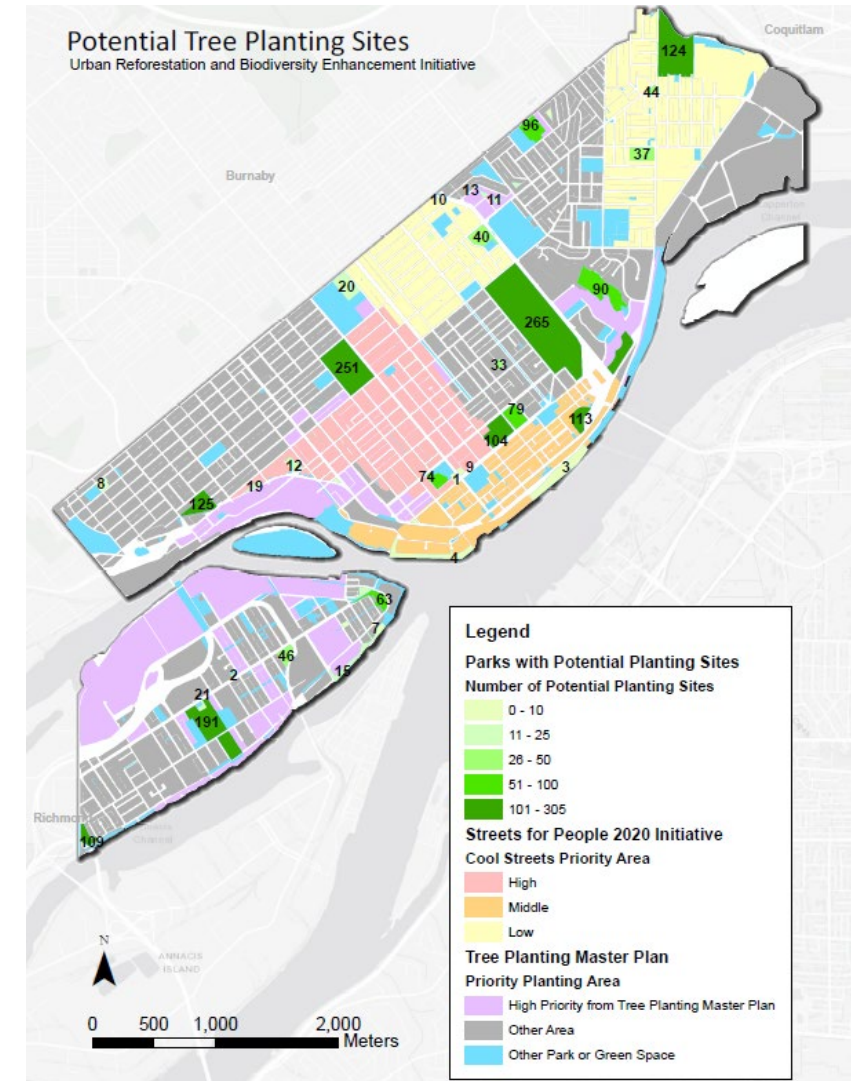 Potential Tree Planting Sites
Urban Reforestation and Biodiversity Enhancement Initiative
Coquitlam
124
44
96
37
Burnaby
13
10
11
40
20
90
265
251
33
79
113
104
12
74
9
3
1
8
19
125
4
63
7
46
15
2
21
191
Richmond
109
Channel
N
ANNACIS
ISLAND
0 500 1,000 2,000
Meters
Legend
Parks with Potential Planting Sites
Number of Potential Planting Sites
0 - 10
11 - 25
26 - 50
51 - 100
101 - 305
Streets for People 2020 Initiative
Cool Streets Priority Area
High
Middle
Low
Tree Planting Master Plan
Priority Planting Area
High Priority from Tree Planting Master Plan
Other Area
Other Park or Green Space